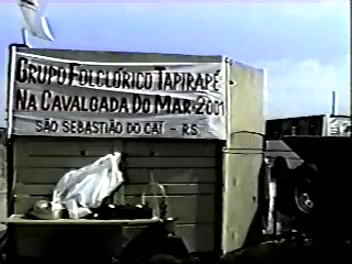 GRUPO FOLCLÓRICO TAPIRAPÉ
NA CAVALGADA DO MAR-2001
SÃO SEBASTIÃO DO CAÍ - RS